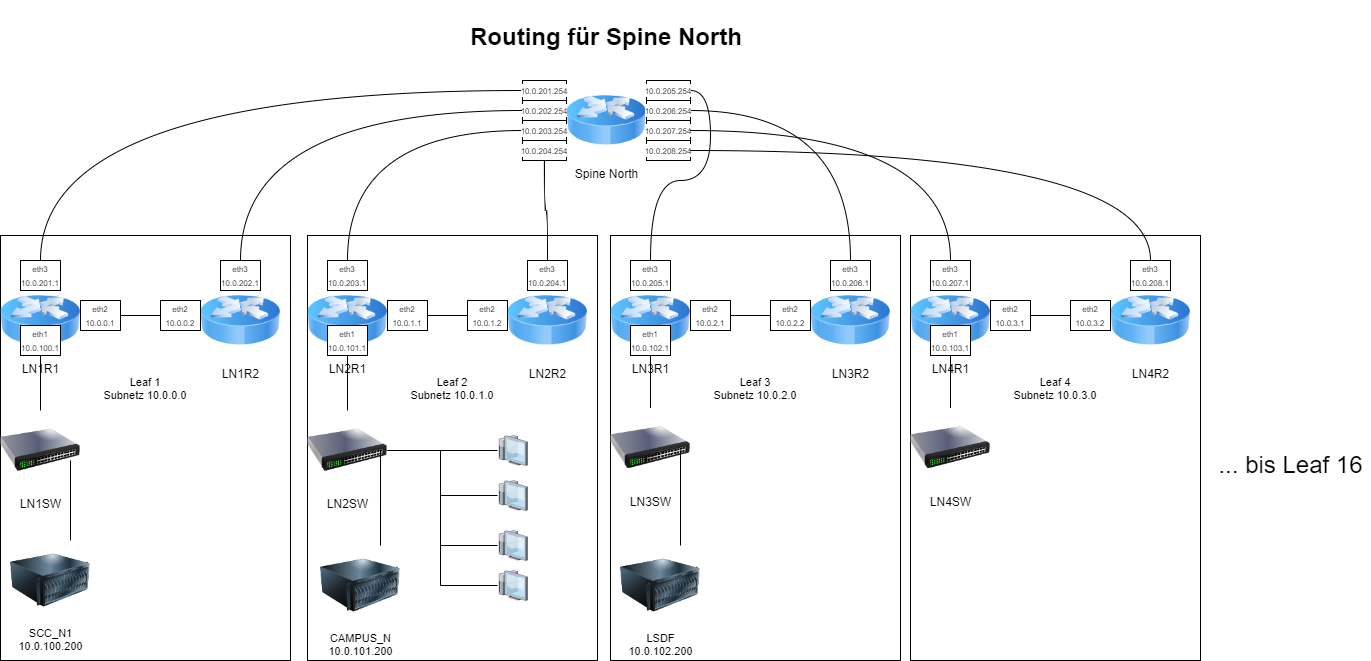 Routing für Spine North
10.0.201.254
10.0.202.254
10.0.203.254
10.0.204.254
10.0.205.254
10.0.206.254
10.0.207.254
10.0.208.254
Spine North
eth3
10.0.201.1
eth2
10.0.0.1
eth1
10.0.100.1
LN1R1
eth3
10.0.202.1
eth2
10.0.0.2
LN1R2
Leaf 1
Subnetz 10.0.0.0
LN1SW
SCC_N1
10.0.100.200
eth3
10.0.203.1
eth2
10.0.1.1
eth1
10.0.101.1
LN2R1
eth3
10.0.204.1
eth2
10.0.1.2
LN2R2
Leaf 2
Subnetz 10.0.1.0
LN2SW
CAMPUS_N
10.0.101.200
eth3
10.0.205.1
eth2
10.0.2.1
eth1
10.0.102.1
LN3R1
eth3
10.0.206.1
eth2
10.0.2.2
LN3R2
Leaf 3
Subnetz 10.0.2.0
LN3SW
LSDF
10.0.102.200
eth3
10.0.207.1
eth2
10.0.3.1
eth1
10.0.103.1
LN4R1
eth3
10.0.208.1
eth2
10.0.3.2
LN4R2
Leaf 4
Subnetz 10.0.3.0
LN4SW
... bis Leaf 16